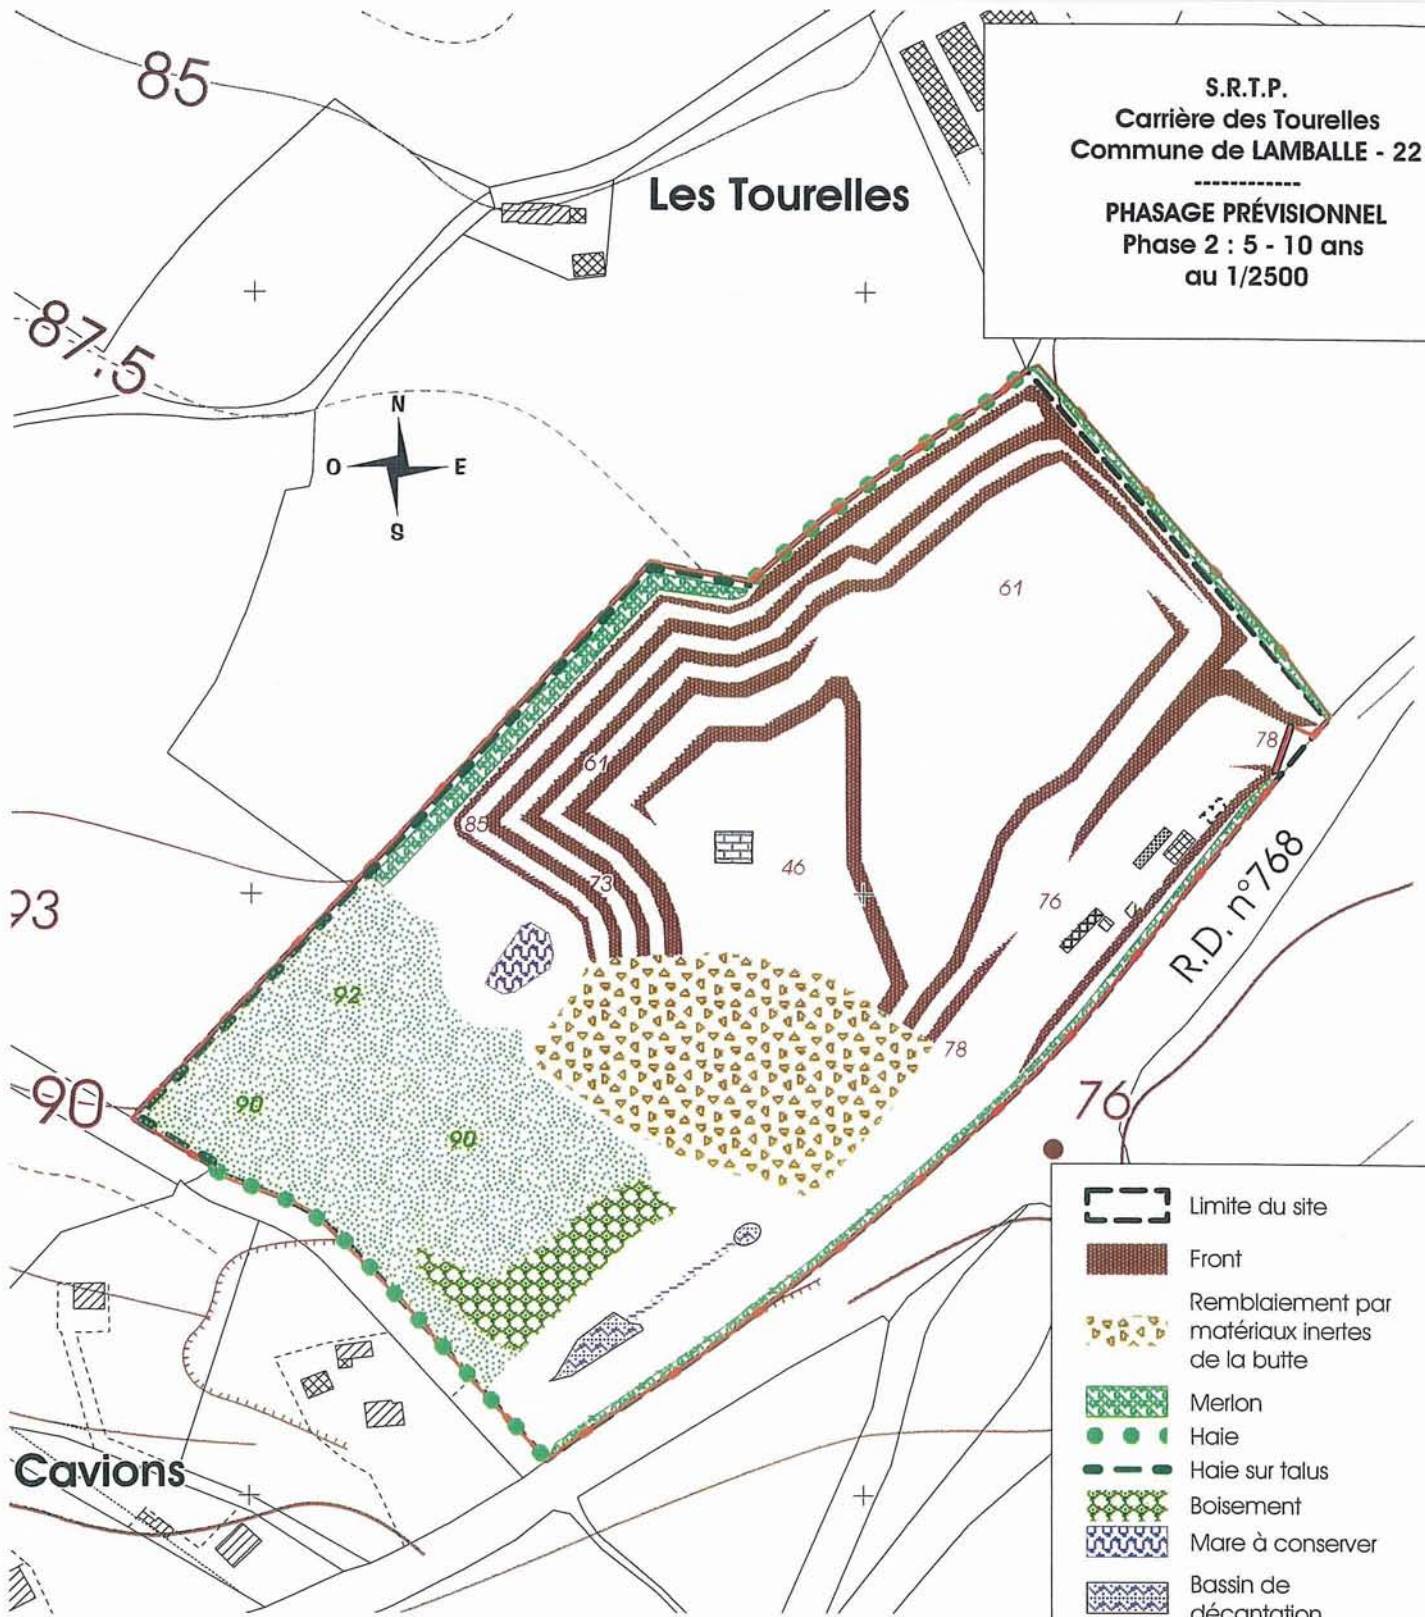 S.R.T.P.
Carrière des Tourelles
Commune de LAMBALLE - 22
------------
PHASAGE PRÉVISIONNEL
Phase 2 : 5 - 10 ans
au 1/2500
85
Les Tourelles
87.5
N
O
E
S
61
78
61
85
73
46
76
R.D. n°768
93
92
90
90
90
78
76
Cavions
Limite du site
Front
Remblaiement par
matériaux inertes
de la butte
Merlon
Haie
Haie sur talus
Boisement
Mare à conserver
Bassin de
décantation